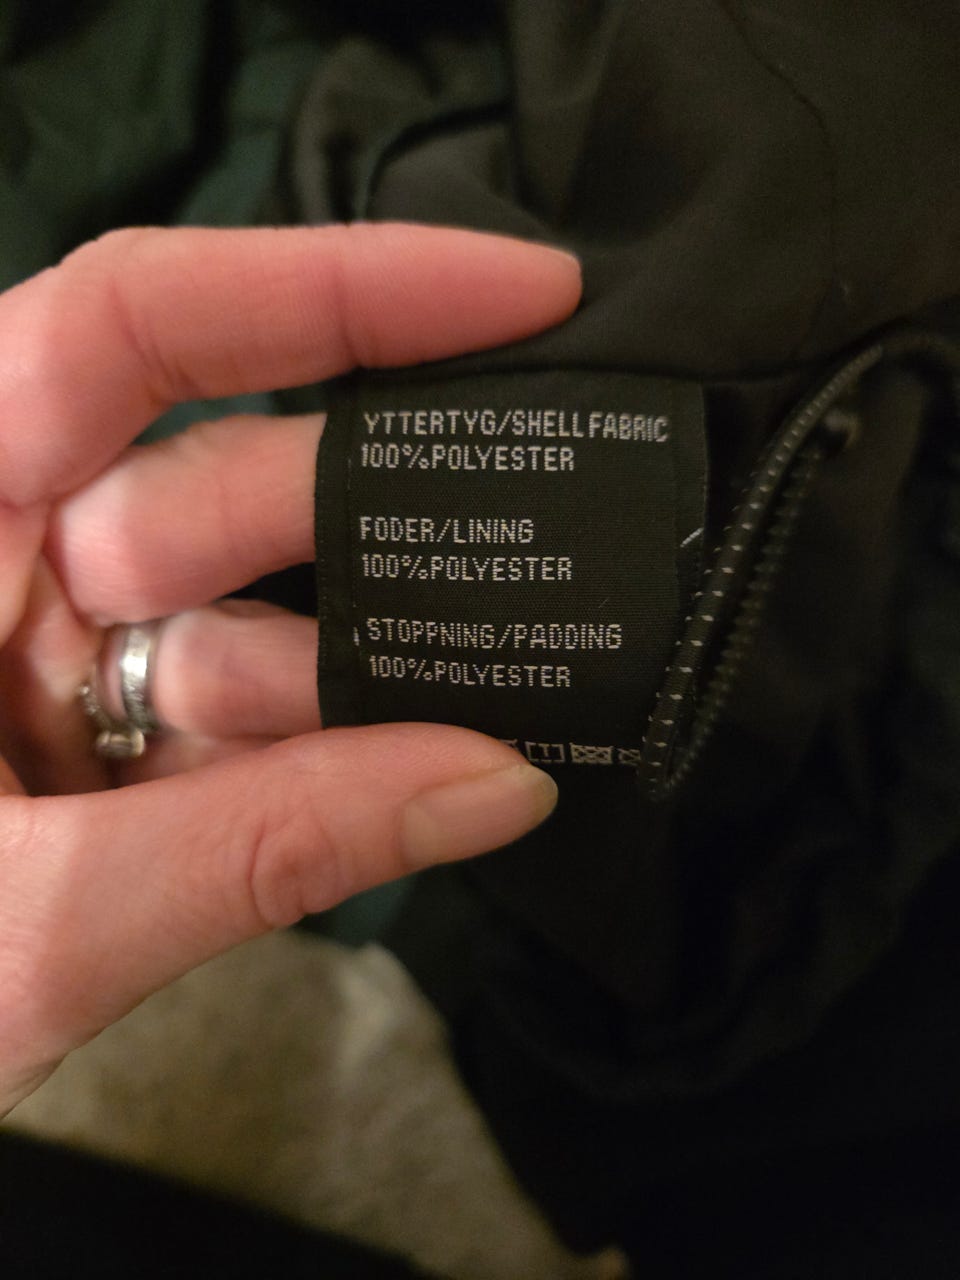 YTTERTYG/SHELL FABRIC
100%POLYESTER
FODER/LINING
100%POLYESTER
STOPPNING/PADDING
100%POLYESTER